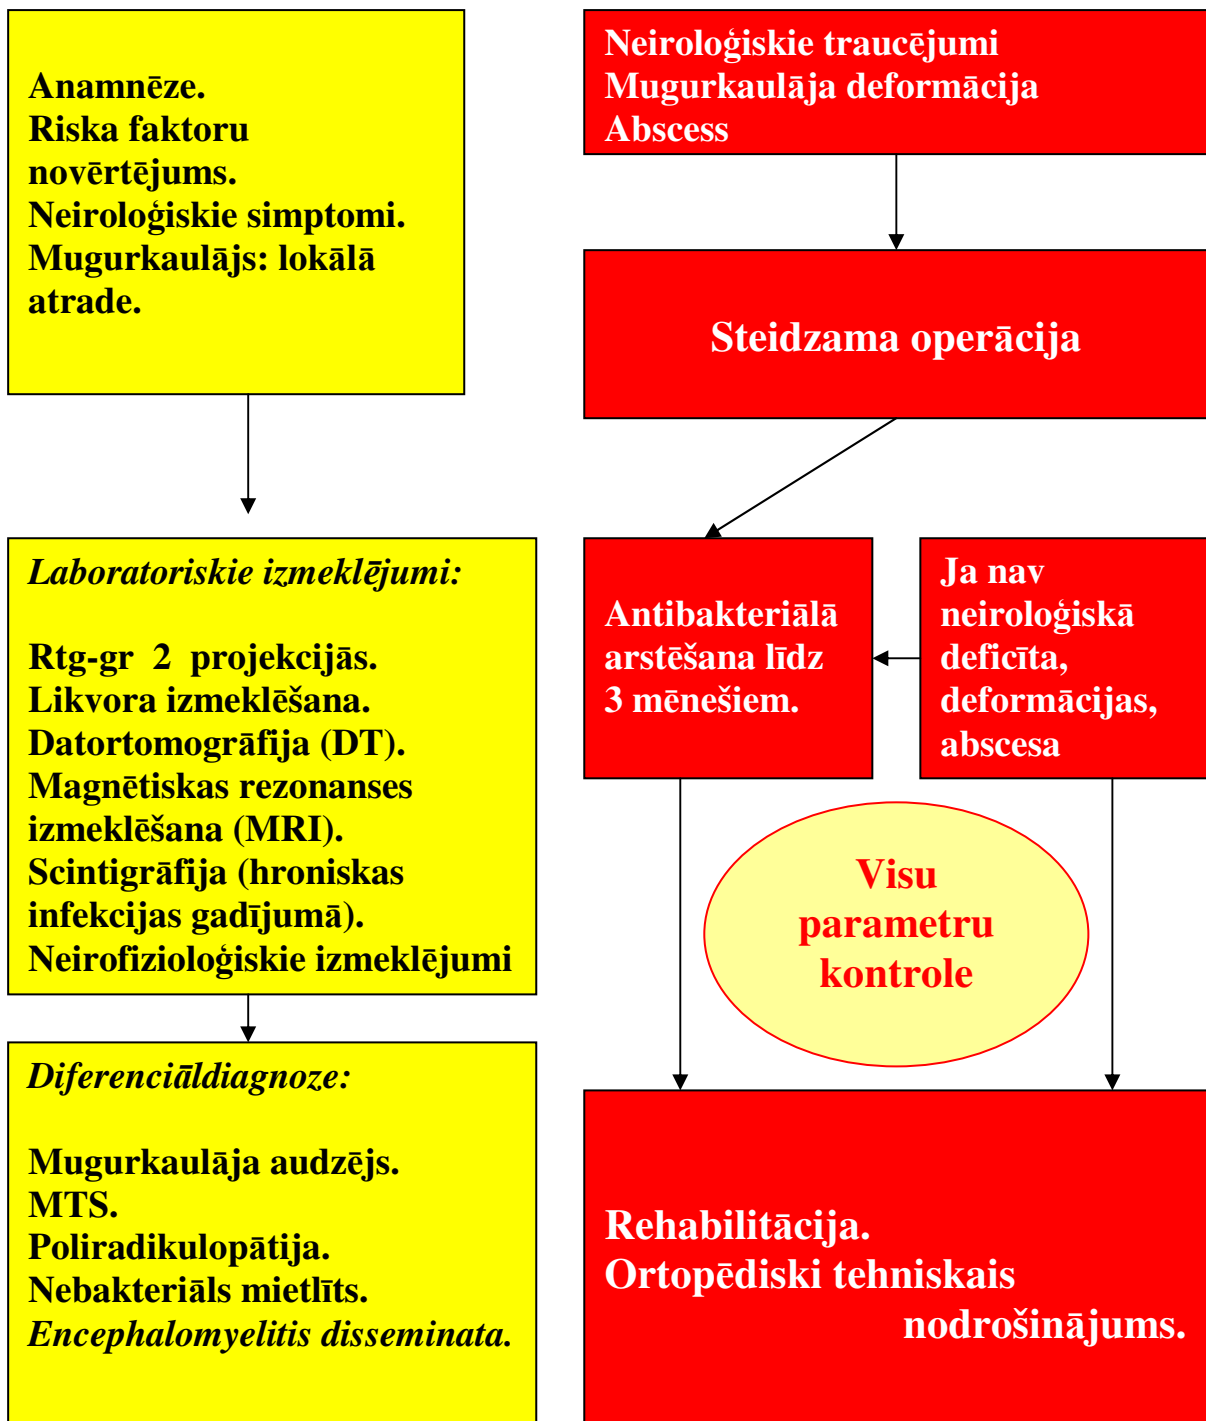 Anamnēze.
Riska faktoru
novērtējums.
Neiroloģiskie simptomi.
Mugurkaulājs: lokālā
atrade.
Laboratoriskie izmeklējumi:
Rtg-gr 2 projekcijās.
Likvora izmeklēšana.
Datortomogrāfija (DT).
Magnētiskas rezonanses
izmeklēšana (MRI).
Scintigrāfija (hroniskas
infekcijas gadījumā).
Neirofizioloģiskie izmeklējumi
Diferenciāldiagnoze:
Mugurkaulāja audzējs.
MTS.
Poliradikulopātija.
Nebakteriāls mietlīts.
Encephalomyelitis disseminata.
Neiroloģiskie traucējumi
Mugurkaulāja deformācija
Abscess
Steidzama operācija
Antibakteriālā
arstēšana līdz
3 mēnešiem.
Ja nav
neiroloģiskā
deficīta,
deformācijas,
abscesa
Visu
parametru
kontrole
Rehabilitācija.
Ortopēdiski tehniskais
nodrošinājums.